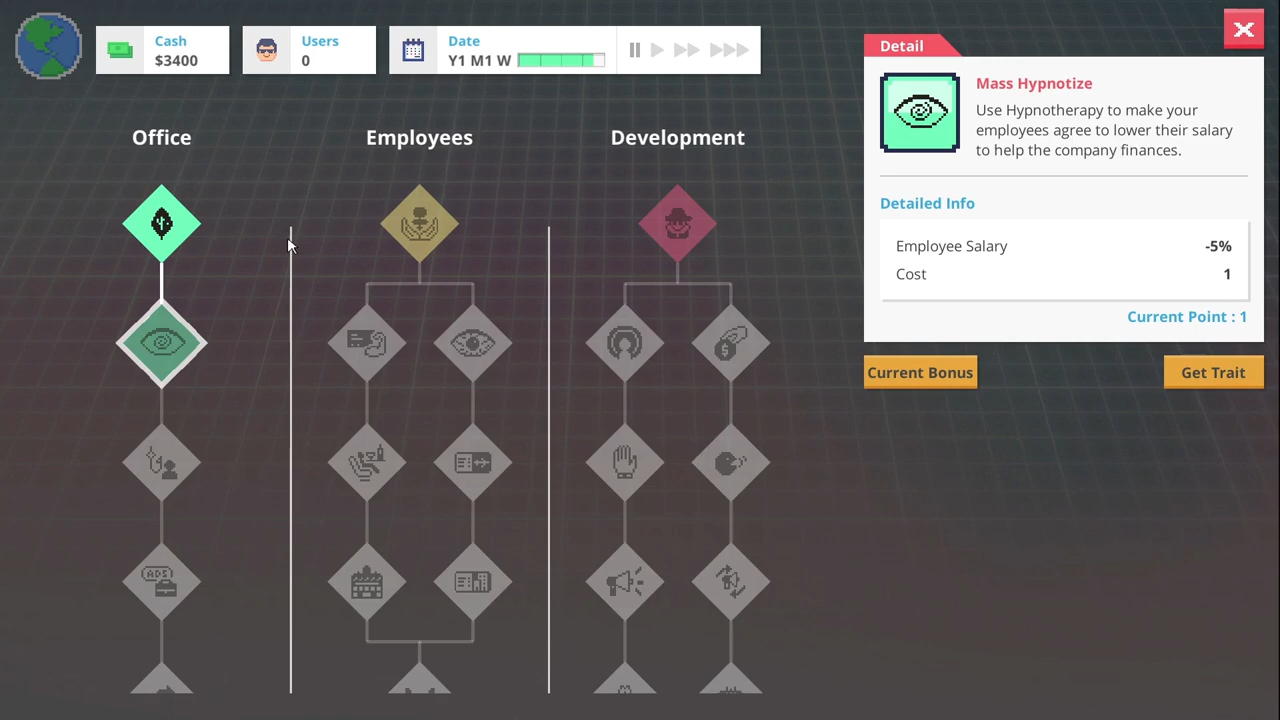 Cash
$3400
Users
0
Date
Y1 M1 W
Detail
Mass Hypnotize
Use Hypnotherapy to make your
employees agree to lower their salary
to help the company finances.
Office
Employees
Development
Detailed Info
Employee Salary -5%
Cost 1
Current Point : 1
Current Bonus
Get Trait
ADS